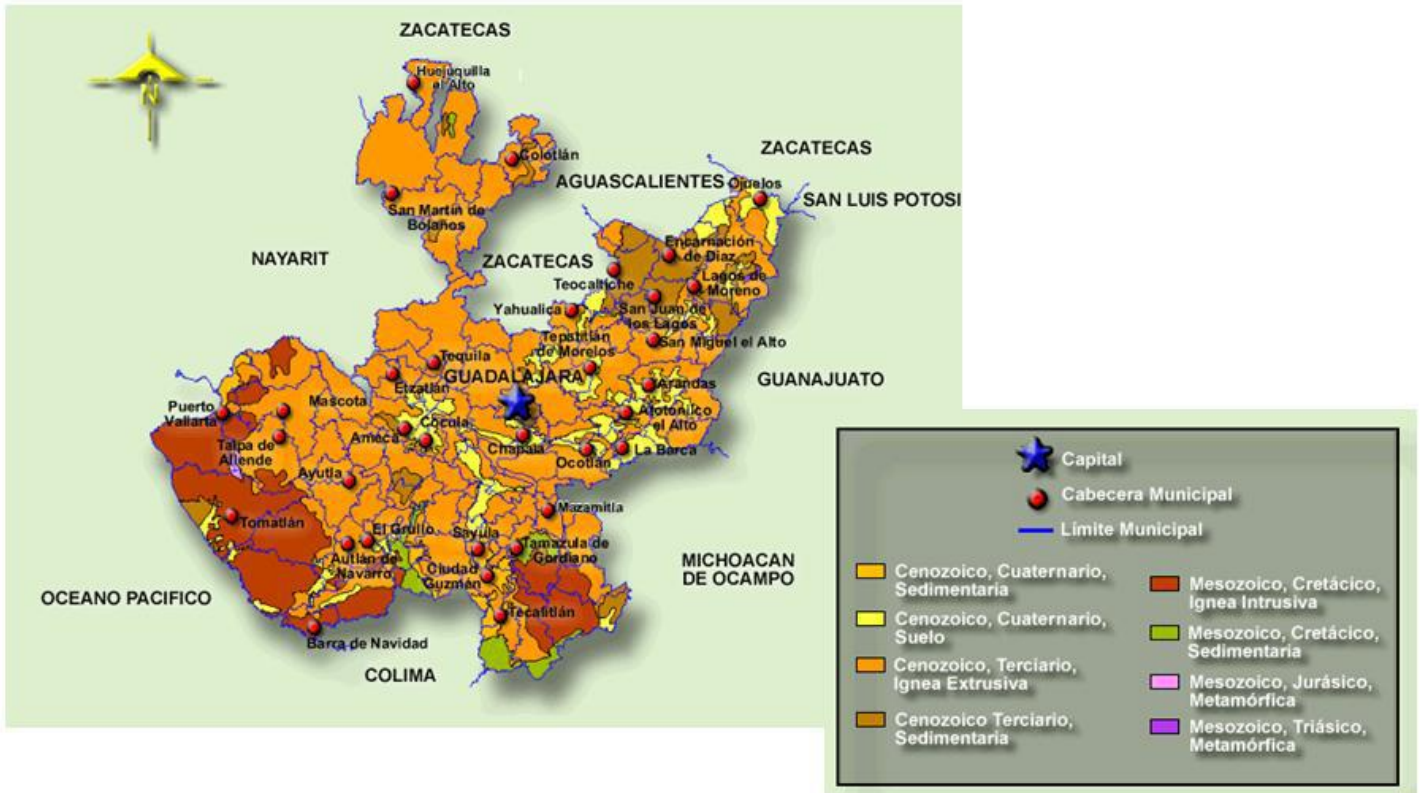 ZACATECAS
N
Huejuquilla
el Alto
Colotlán
ZACATECAS
AGUASCALIENTES
Ojuelos
SAN LUIS POTOSI
San Martín de
Bolaños
NAYARIT
Encarnación
de Diaz
ZACATECAS
Teocaltiche
Lagos de
Moreno
Yahualica
San Juan de
los Lagos
Tepatitlán
de Morelos
San Miguel el Alto
Tequila
GUADALAJARA
Etzatlán
GUANAJUATO
Arandas
Puerto
Vallarta
Mascota
Atotonilco
el Alto
Cocula
Ameca
Talpa de
Allende
Chapala
Ocotlán
La Barca
Ayutla
Mazamitla
Tomatlán
El Grullo
Sayula
Tamazula de
Gordiano
Autlán de
Navarro
Ciudad
Guzmán
MICHOACAN
DE OCAMPO
OCEANO PACIFICO
Tecalitlán
Barra de Navidad
COLIMA
Capital
Cabecera Municipal
Límite Municipal
Cenozoico, Cuaternario,
Sedimentaria
Cenozoico, Cuaternario,
Suelo
Cenozoico, Terciario,
Ignea Extrusiva
Cenozoico Terciario,
Sedimentaria
Mesozoico, Cretácico,
Ignea Intrusiva
Mesozoico, Cretácico,
Sedimentaria
Mesozoico, Jurásico,
Metamórfica
Mesozoico, Triásico,
Metamórfica